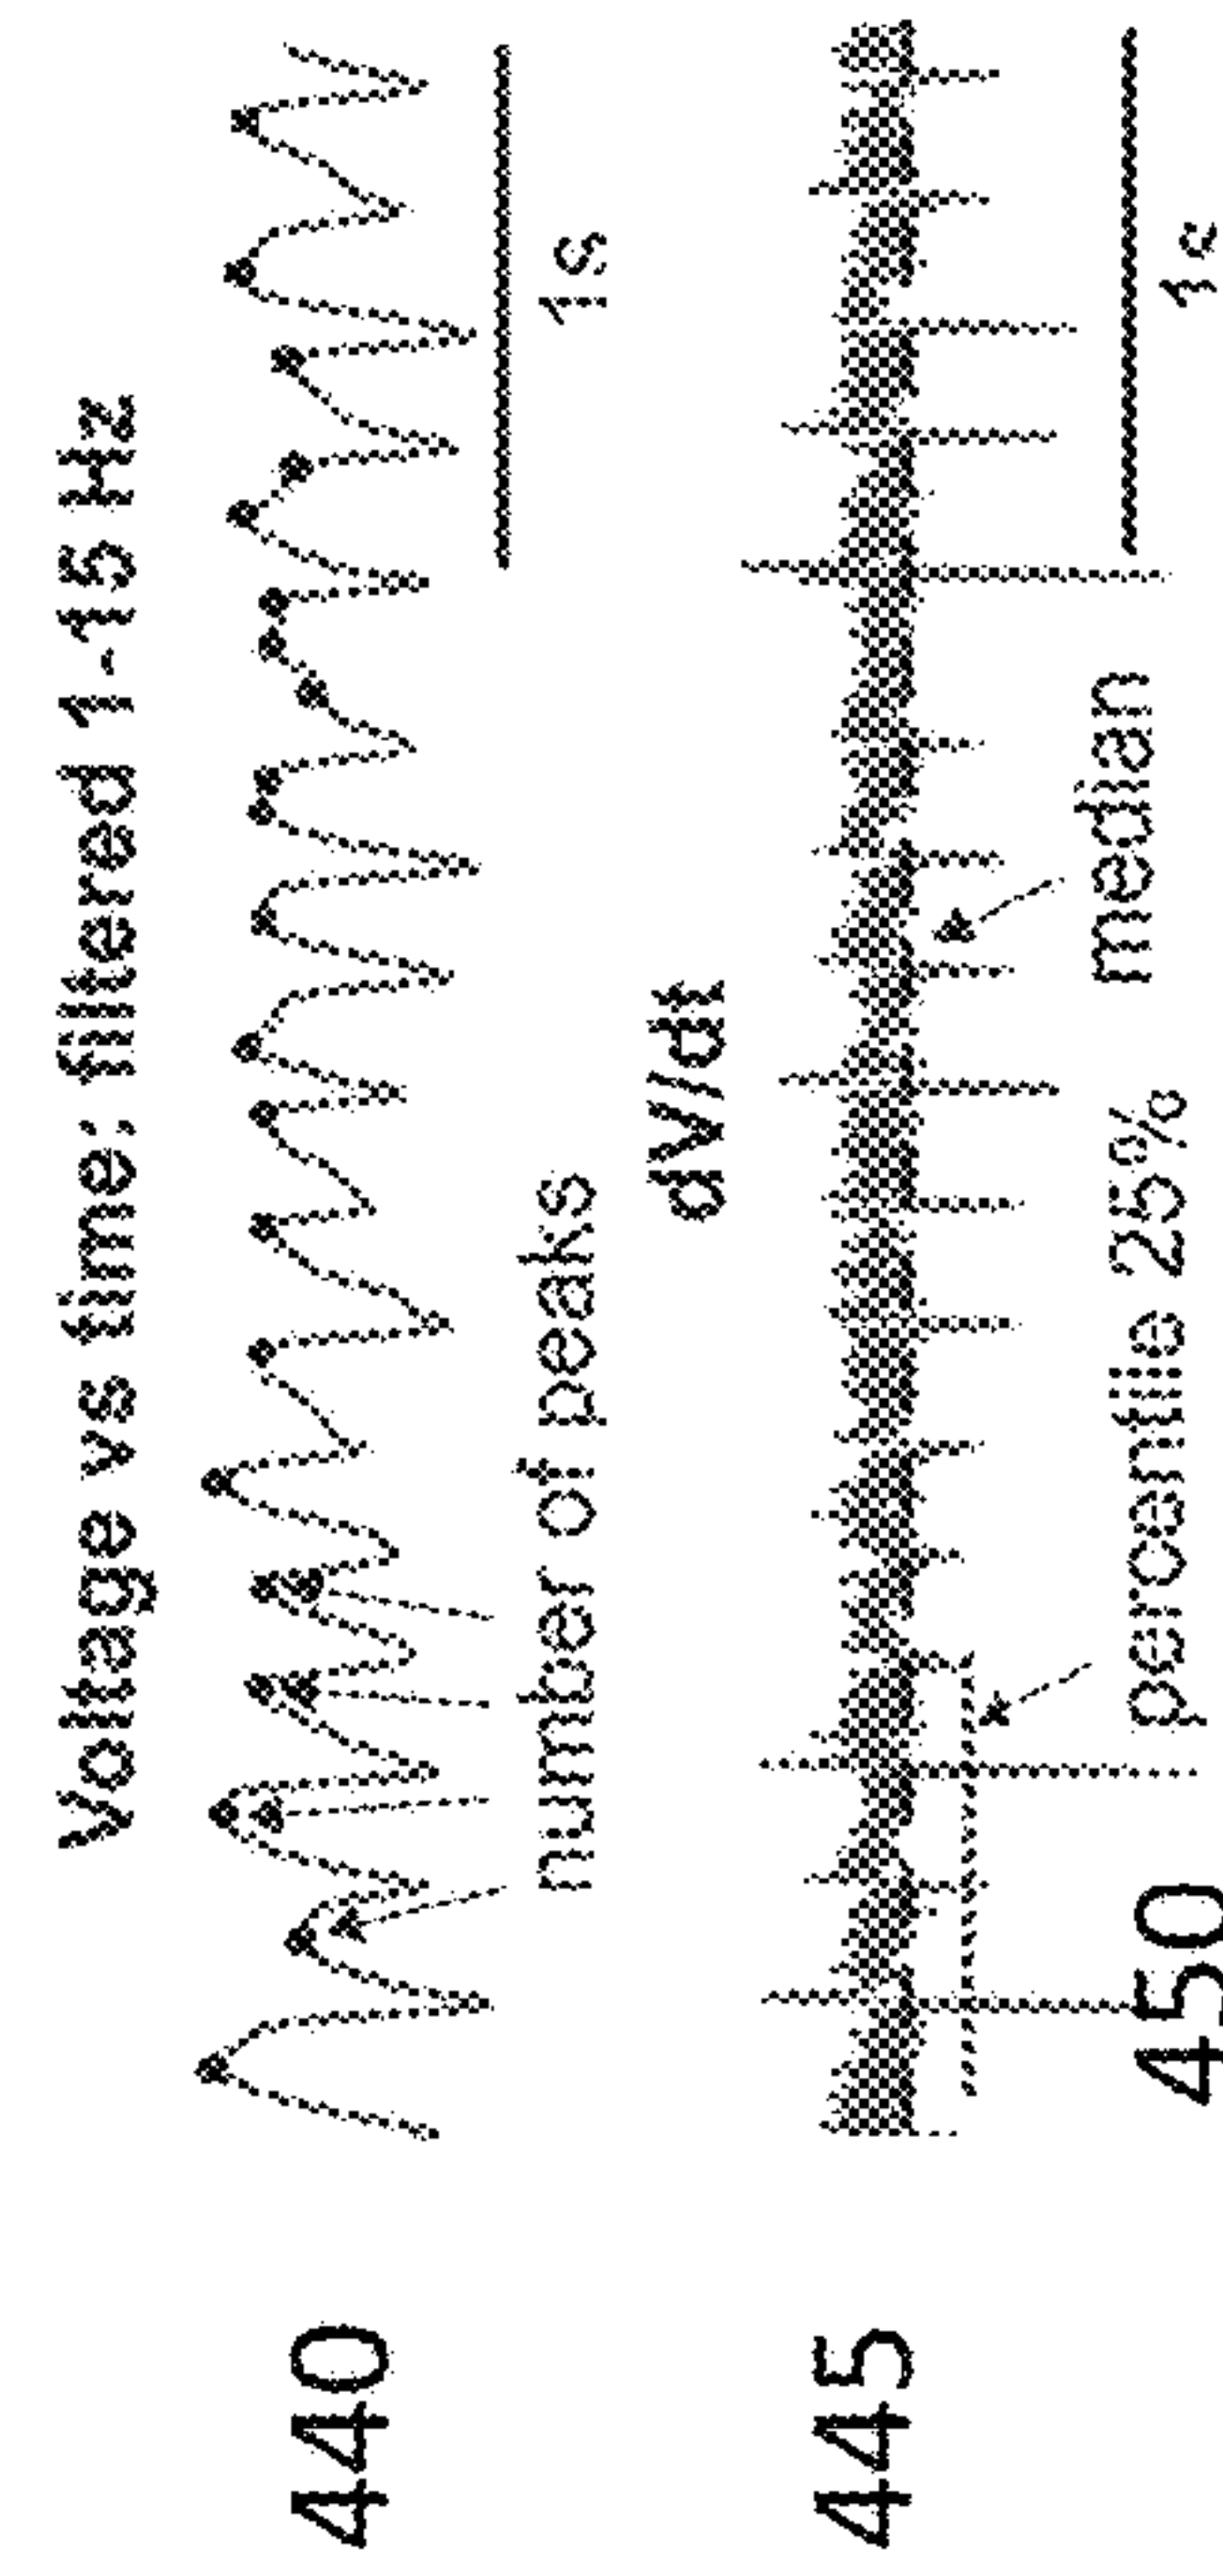 Voltage vs time: filtered 1-15 Hz
440
number of peaks
1s
dV/dt
445
median
percentile 25%
1s
450